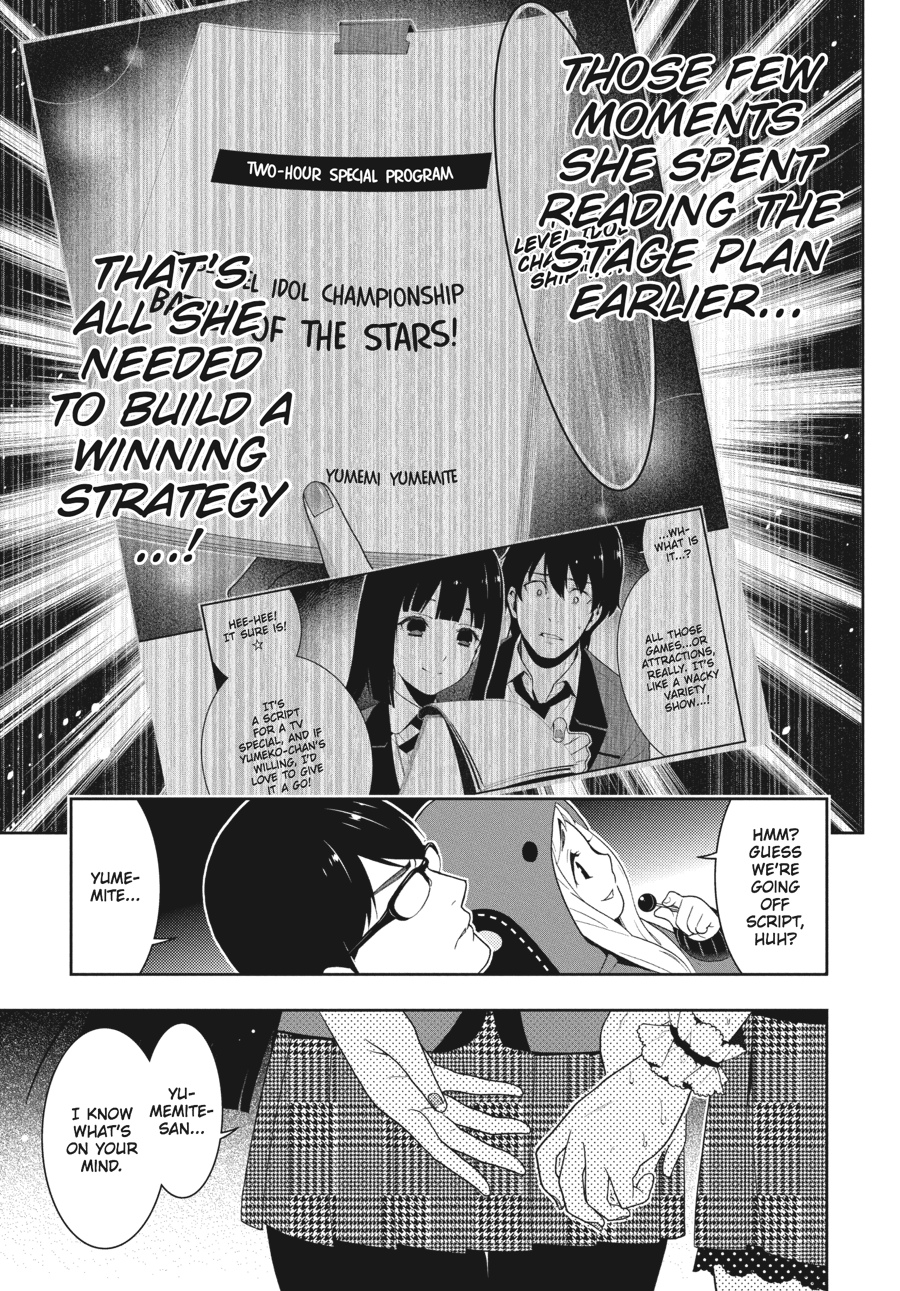 THOSE FEW
MOMENTS
SHE SPENT
READING THE
STAGE PLAN
EARLIER...
TWO-HOUR SPECIAL PROGRAM
LEVEL IDOL
SHIP
IDOL CHAMPIONSHIP
OF THE STARS!
YUMEMI YUMEMITE
THAT'S
ALL SHE
NEEDED
TO BUILD A
WINNING
STRATEGY
...!
...WH-
WHAT IS
IT...?
ALL THOSE
GAMES...OR
ATTRACTIONS,
REALLY. IT'S
LIKE A WACKY
VARIETY
SHOW...!
HEE-HEE!
IT SURE IS!
☆
IT'S
A SCRIPT
FOR A TV
SPECIAL, AND IF
YUMEKO-CHAN'S
WILLING, I'D
LOVE TO GIVE
IT A GO!
HMM?
GUESS
WE'RE
GOING
OFF
SCRIPT,
HUH?
YUME-
MITE...
YU-
MEMITE-
SAN...
I KNOW
WHAT'S
ON YOUR
MIND.